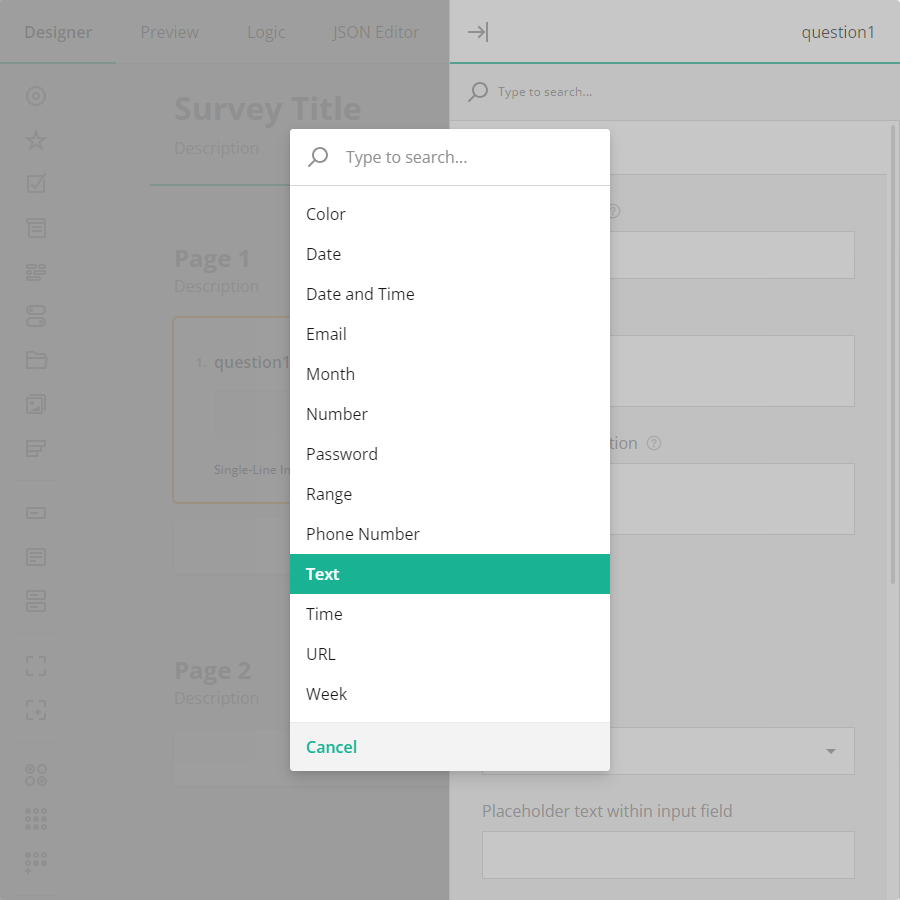 Designer Preview Logic JSON Editor
question1
Type to search...
Survey Title
Description
Type to search...
Color
Date
Date and Time
Page 1
Description
Email
1. question1
Month
Number
tion
Password
Single-Line In
Range
Phone Number
Text
Time
URL
Page 2
Week
Description
Cancel
Placeholder text within input field